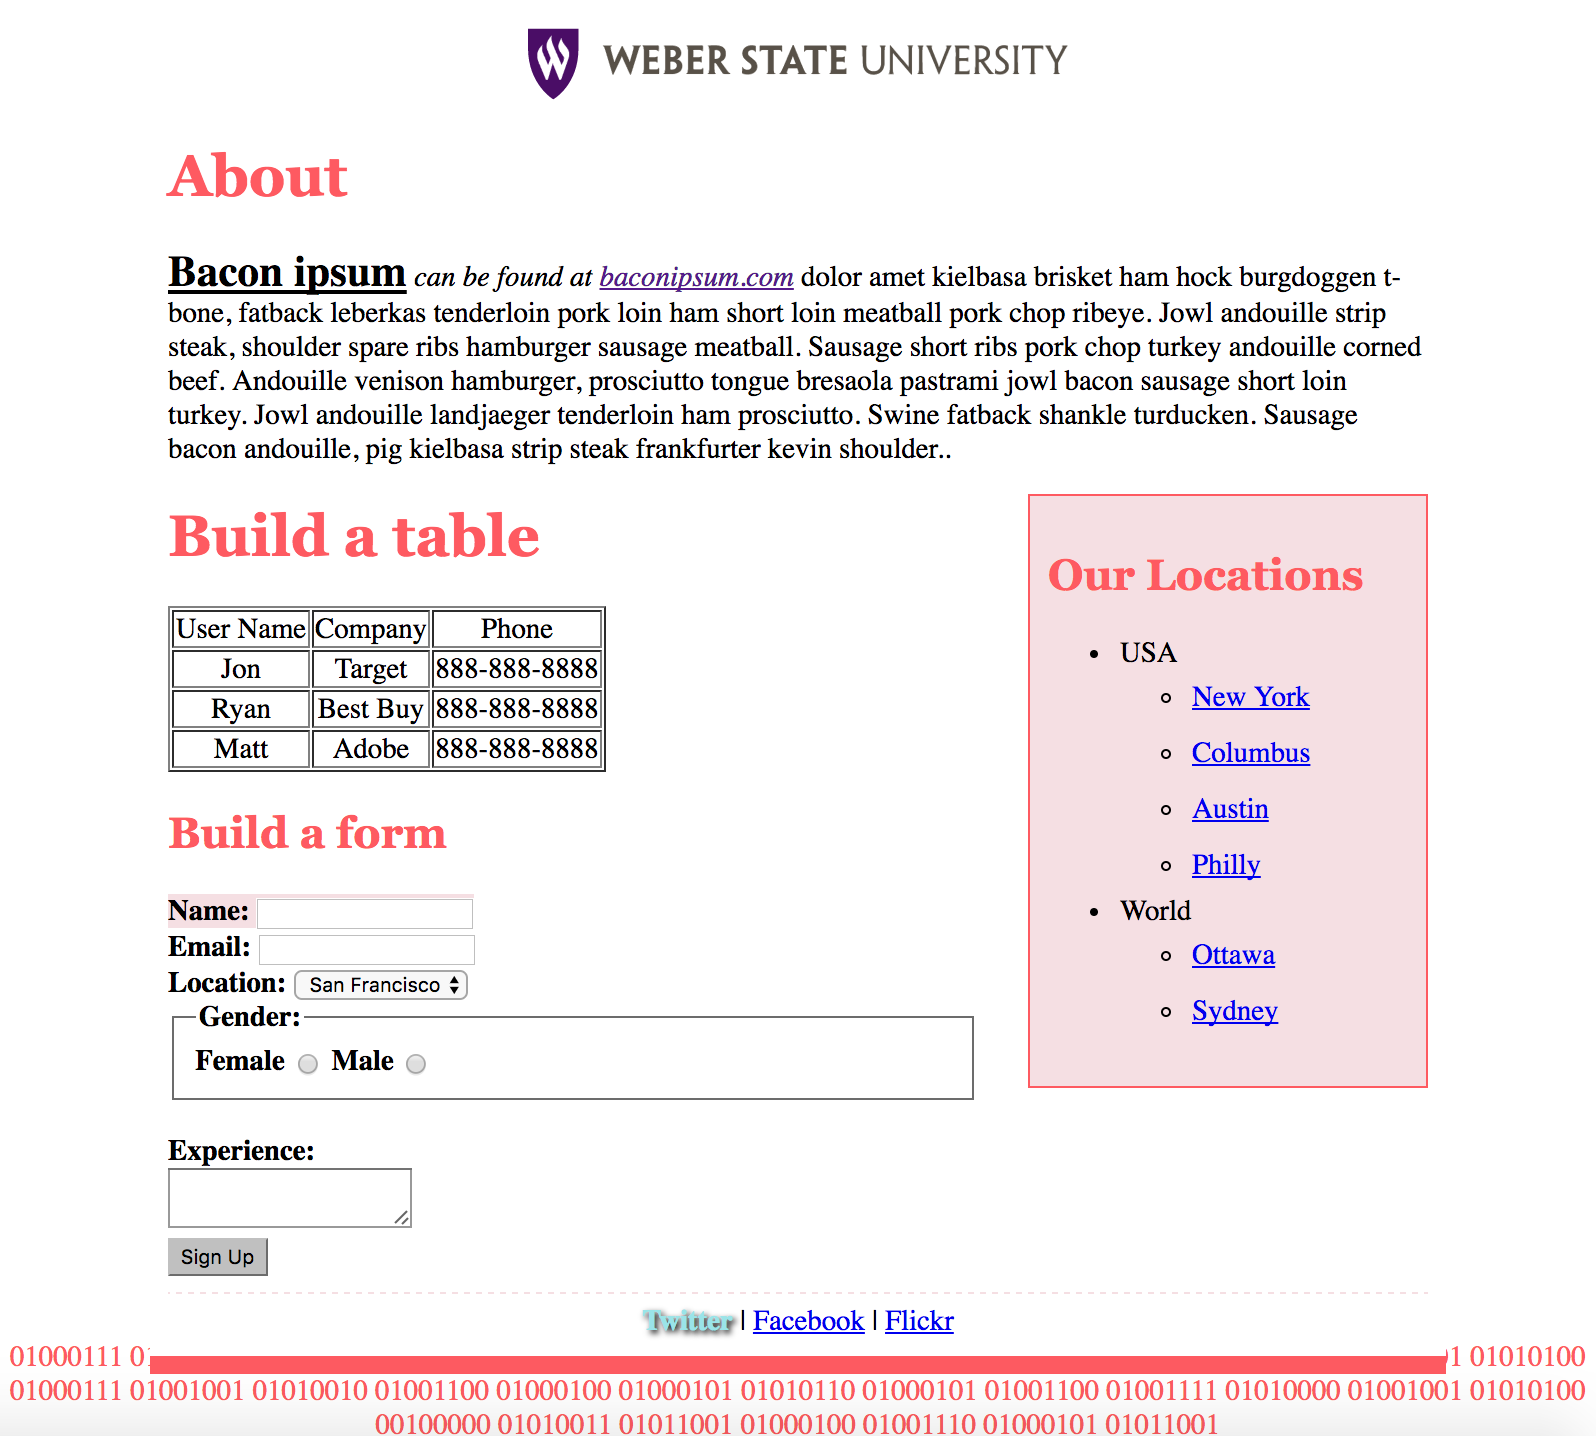 WEBER STATE UNIVERSITY
About
Bacon ipsum can be found at baconipsum.com dolor amet kielbasa brisket ham hock burgdoggen t-
bone, fatback leberkas tenderloin pork loin ham short loin meatball pork chop ribeye. Jowl andouille strip
steak, shoulder spare ribs hamburger sausage meatball. Sausage short ribs pork chop turkey andouille corned
beef. Andouille venison hamburger, prosciutto tongue bresaola pastrami jowl bacon sausage short loin
turkey. Jowl andouille landjaeger tenderloin ham prosciutto. Swine fatback shankle turducken. Sausage
bacon andouille, pig kielbasa strip steak frankfurter kevin shoulder..
Build a table
User Name Company Phone
Jon Target 888-888-8888
Ryan Best Buy 888-888-8888
Matt Adobe 888-888-8888
Build a form
Name:
Email:
Location: San Francisco
Gender:
Female Male
Experience:
Sign Up
Our Locations
USA
New York
Columbus
Austin
Philly
World
Ottawa
Sydney
Twitter | Facebook | Flickr
01000111 01010100
01000111 01001001 01010010 01001100 01000100 01000101 01010110 01000101 01001100 01001111 01010000 01001001 01010100
00100000 01010011 01011001 01000100 01001110 01000101 01011001